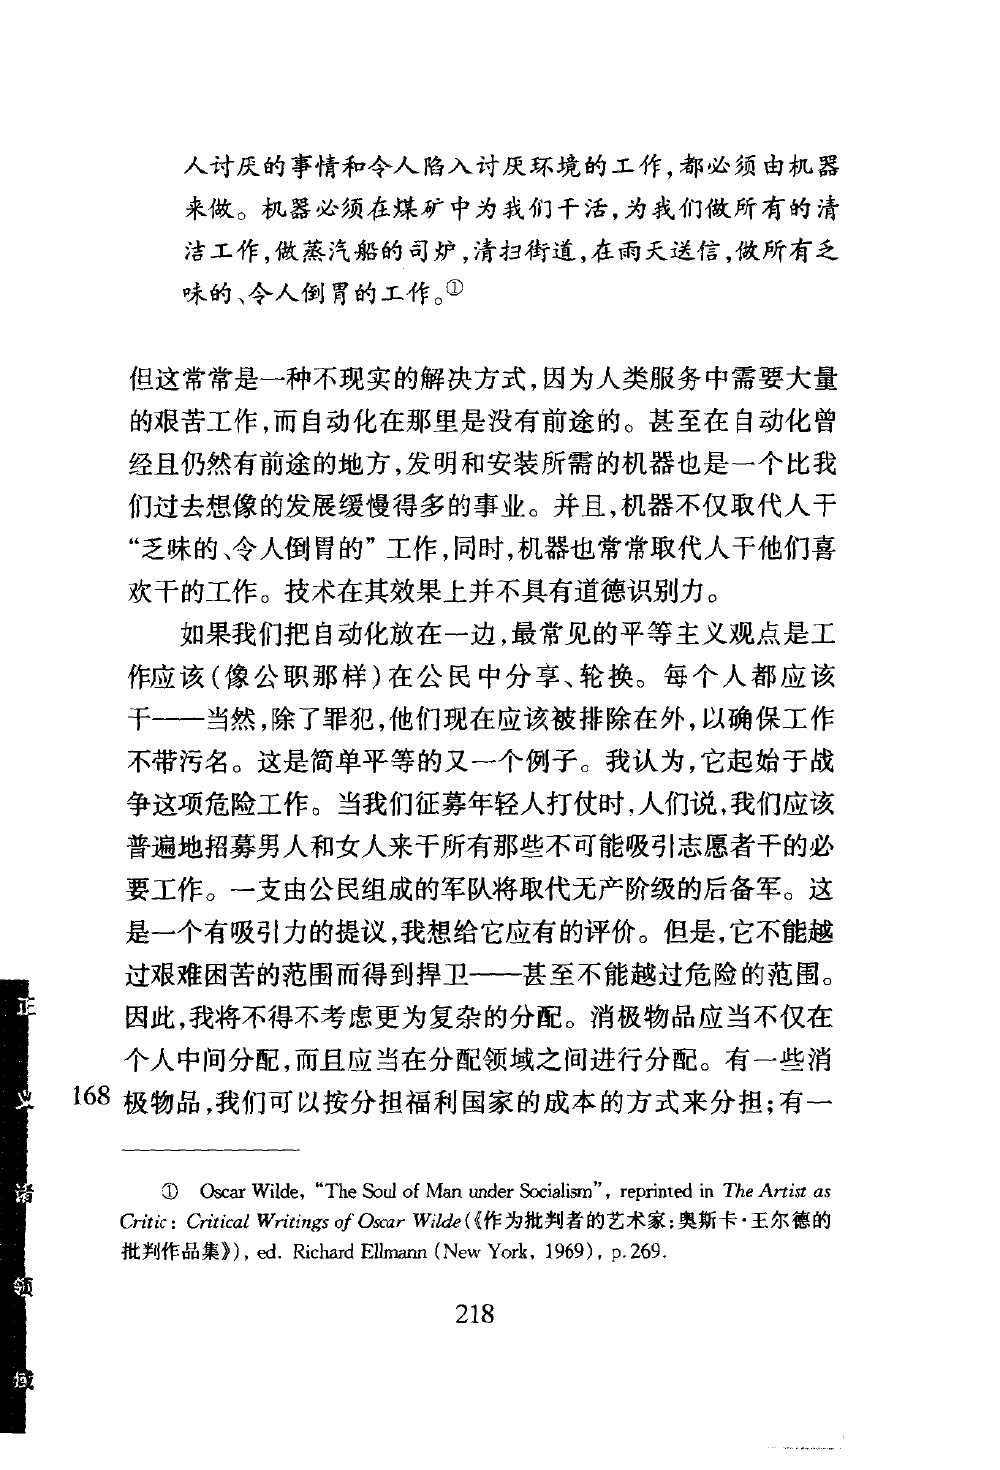 人讨厌的事情和令人陷入讨厌环境的工作,都必须由机器
来做。机器必须在煤矿中为我们干活,为我们做所有的清
洁工作,做蒸汽船的司炉,清扫街道,在雨天送信,做所有乏
味的、令人倒胃的工作。①
但这常常是一种不现实的解决方式,因为人类服务中需要大量
的艰苦工作,而自动化在那里是没有前途的。甚至在自动化曾
经且仍然有前途的地方,发明和安装所需的机器也是一个比我
们过去想像的发展缓慢得多的事业。并且,机器不仅取代人干
“乏味的、令人倒胃的”工作,同时,机器也常常取代人干他们喜
欢干的工作。技术在其效果上并不具有道德识别力。
如果我们把自动化放在一边,最常见的平等主义观点是工
作应该(像公职那样)在公民中分享、轮换。每个人都应该
干——当然,除了罪犯,他们现在应该被排除在外,以确保工作
不带污名。这是简单平等的又一个例子。我认为,它起始于战
争这项危险工作。当我们征募年轻人打仗时,人们说,我们应该
普遍地招募男人和女人来干所有那些不可能吸引志愿者干的必
要工作。一支由公民组成的军队将取代无产阶级的后备军。这
是一个有吸引力的提议,我想给它应有的评价。但是,它不能越
过艰难困苦的范围而得到捍卫——甚至不能越过危险的范围。
因此,我将不得不考虑更为复杂的分配。消极物品应当不仅在
个人中间分配,而且应当在分配领域之间进行分配。有一些消
168 极物品,我们可以按分担福利国家的成本的方式来分担;有一
① Oscar Wilde, “The Soul of Man under Socialism”, reprinted in The Artist as
Critic: Critical Writings of Oscar Wilde(《作为批判者的艺术家:奥斯卡·王尔德的
批判作品集》), ed. Richard Ellmann (New York, 1969), p.269.
218
正
义
诸
领
域